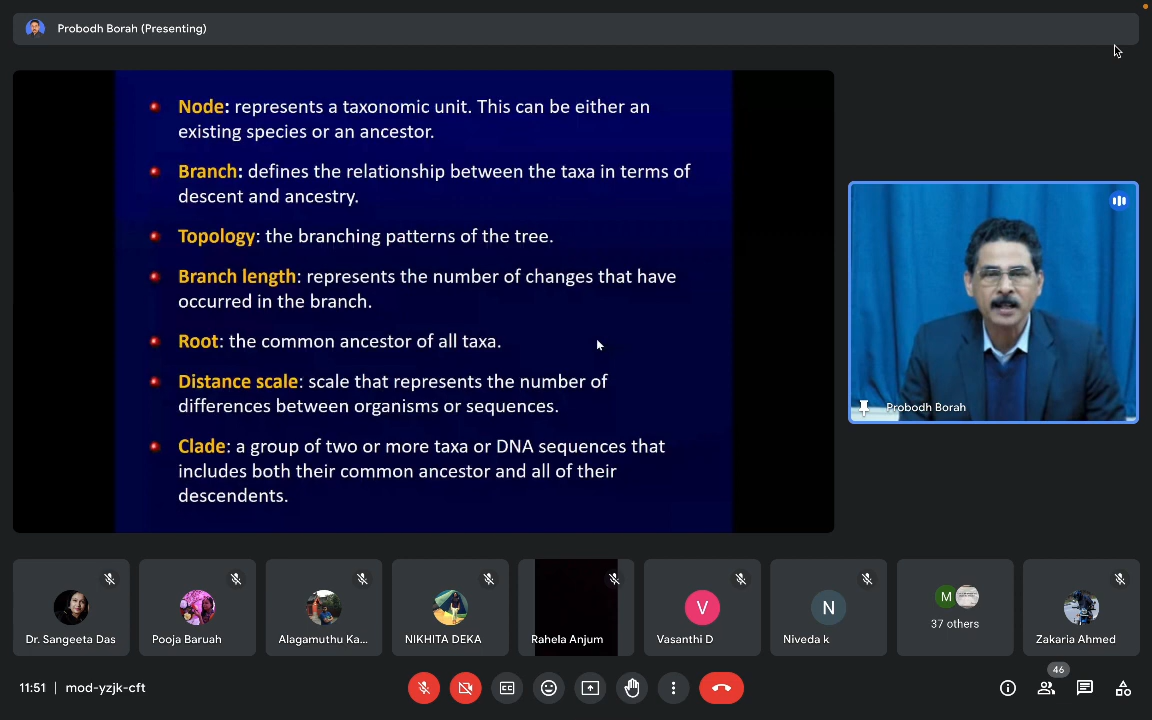 Probodh Borah (Presenting)
Node: represents a taxonomic unit. This can be either an
existing species or an ancestor.
Branch: defines the relationship between the taxa in terms of
descent and ancestry.
Topology: the branching patterns of the tree.
Branch length: represents the number of changes that have
occurred in the branch.
Root: the common ancestor of all taxa.
Distance scale: scale that represents the number of
differences between organisms or sequences.
Clade: a group of two or more taxa or DNA sequences that
includes both their common ancestor and all of their
descendents.
Probodh Borah
Dr. Sangeeta Das
Pooja Baruah
Alagamuthu Ka...
NIKHITA DEKA
Rahela Anjum
V
Vasanthi D
N
Niveda k
M
37 others
Zakaria Ahmed
11:51 | mod-yzjk-cft
CC
46